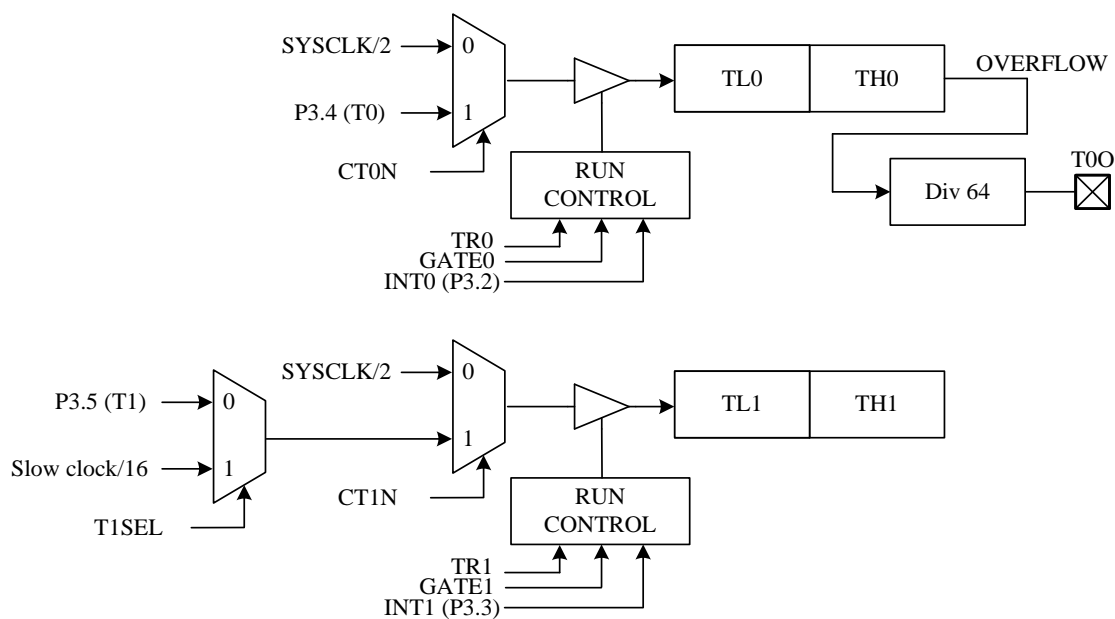 SYSCLK/2
0
P3.4 (T0)
1
CT0N
TL0
TH0
OVERFLOW
T0O
Div 64
RUN
CONTROL
TR0
GATE0
INT0 (P3.2)
SYSCLK/2
0
P3.5 (T1)
0
1
Slow clock/16
1
T1SEL
CT1N
TL1
TH1
RUN
CONTROL
TR1
GATE1
INT1 (P3.3)